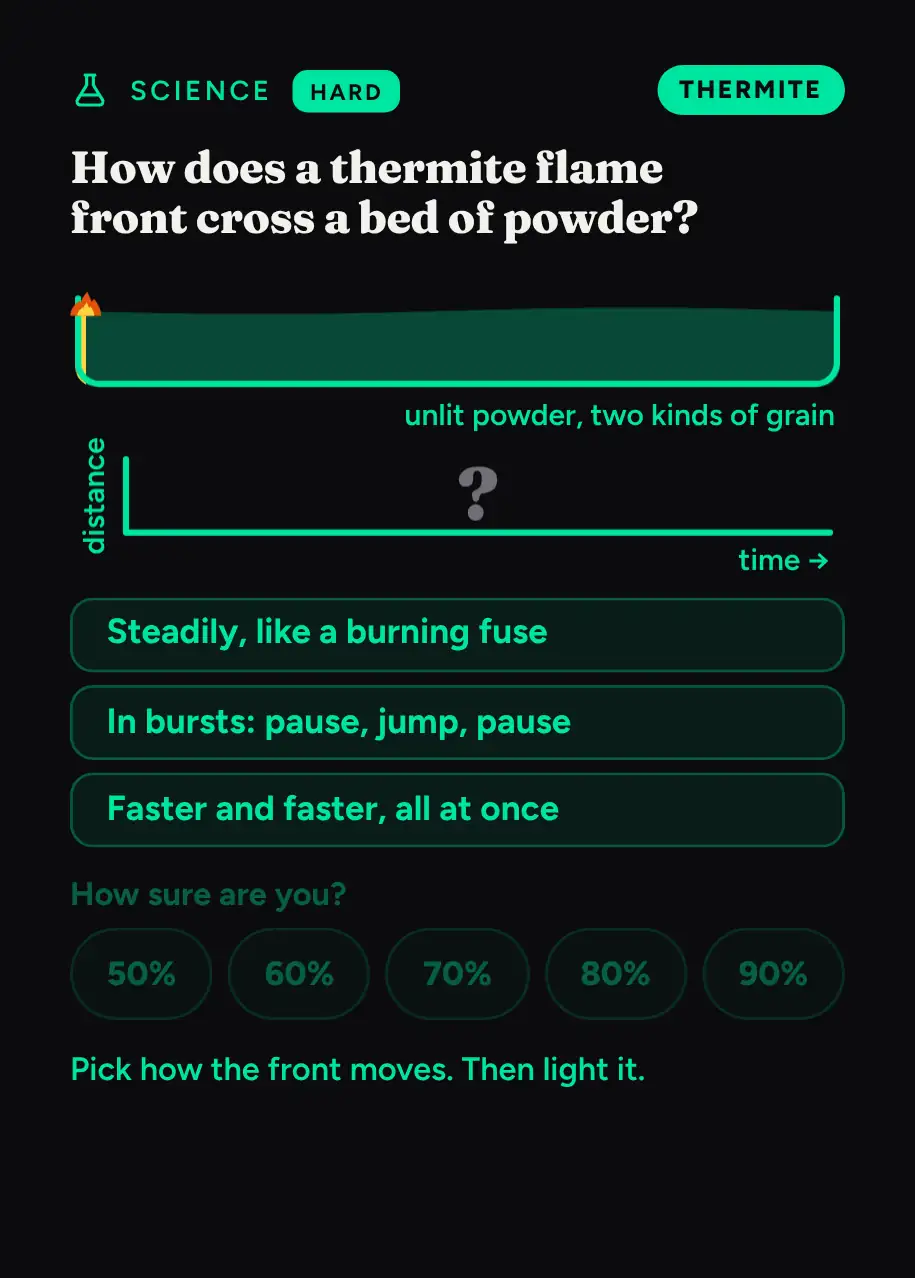 SCIENCE HARD THERMITE
How does a thermite flame
front cross a bed of powder?
unlit powder, two kinds of grain
distance
?
time →
Steadily, like a burning fuse
In bursts: pause, jump, pause
Faster and faster, all at once
How sure are you?
50% 60% 70% 80% 90%
Pick how the front moves. Then light it.